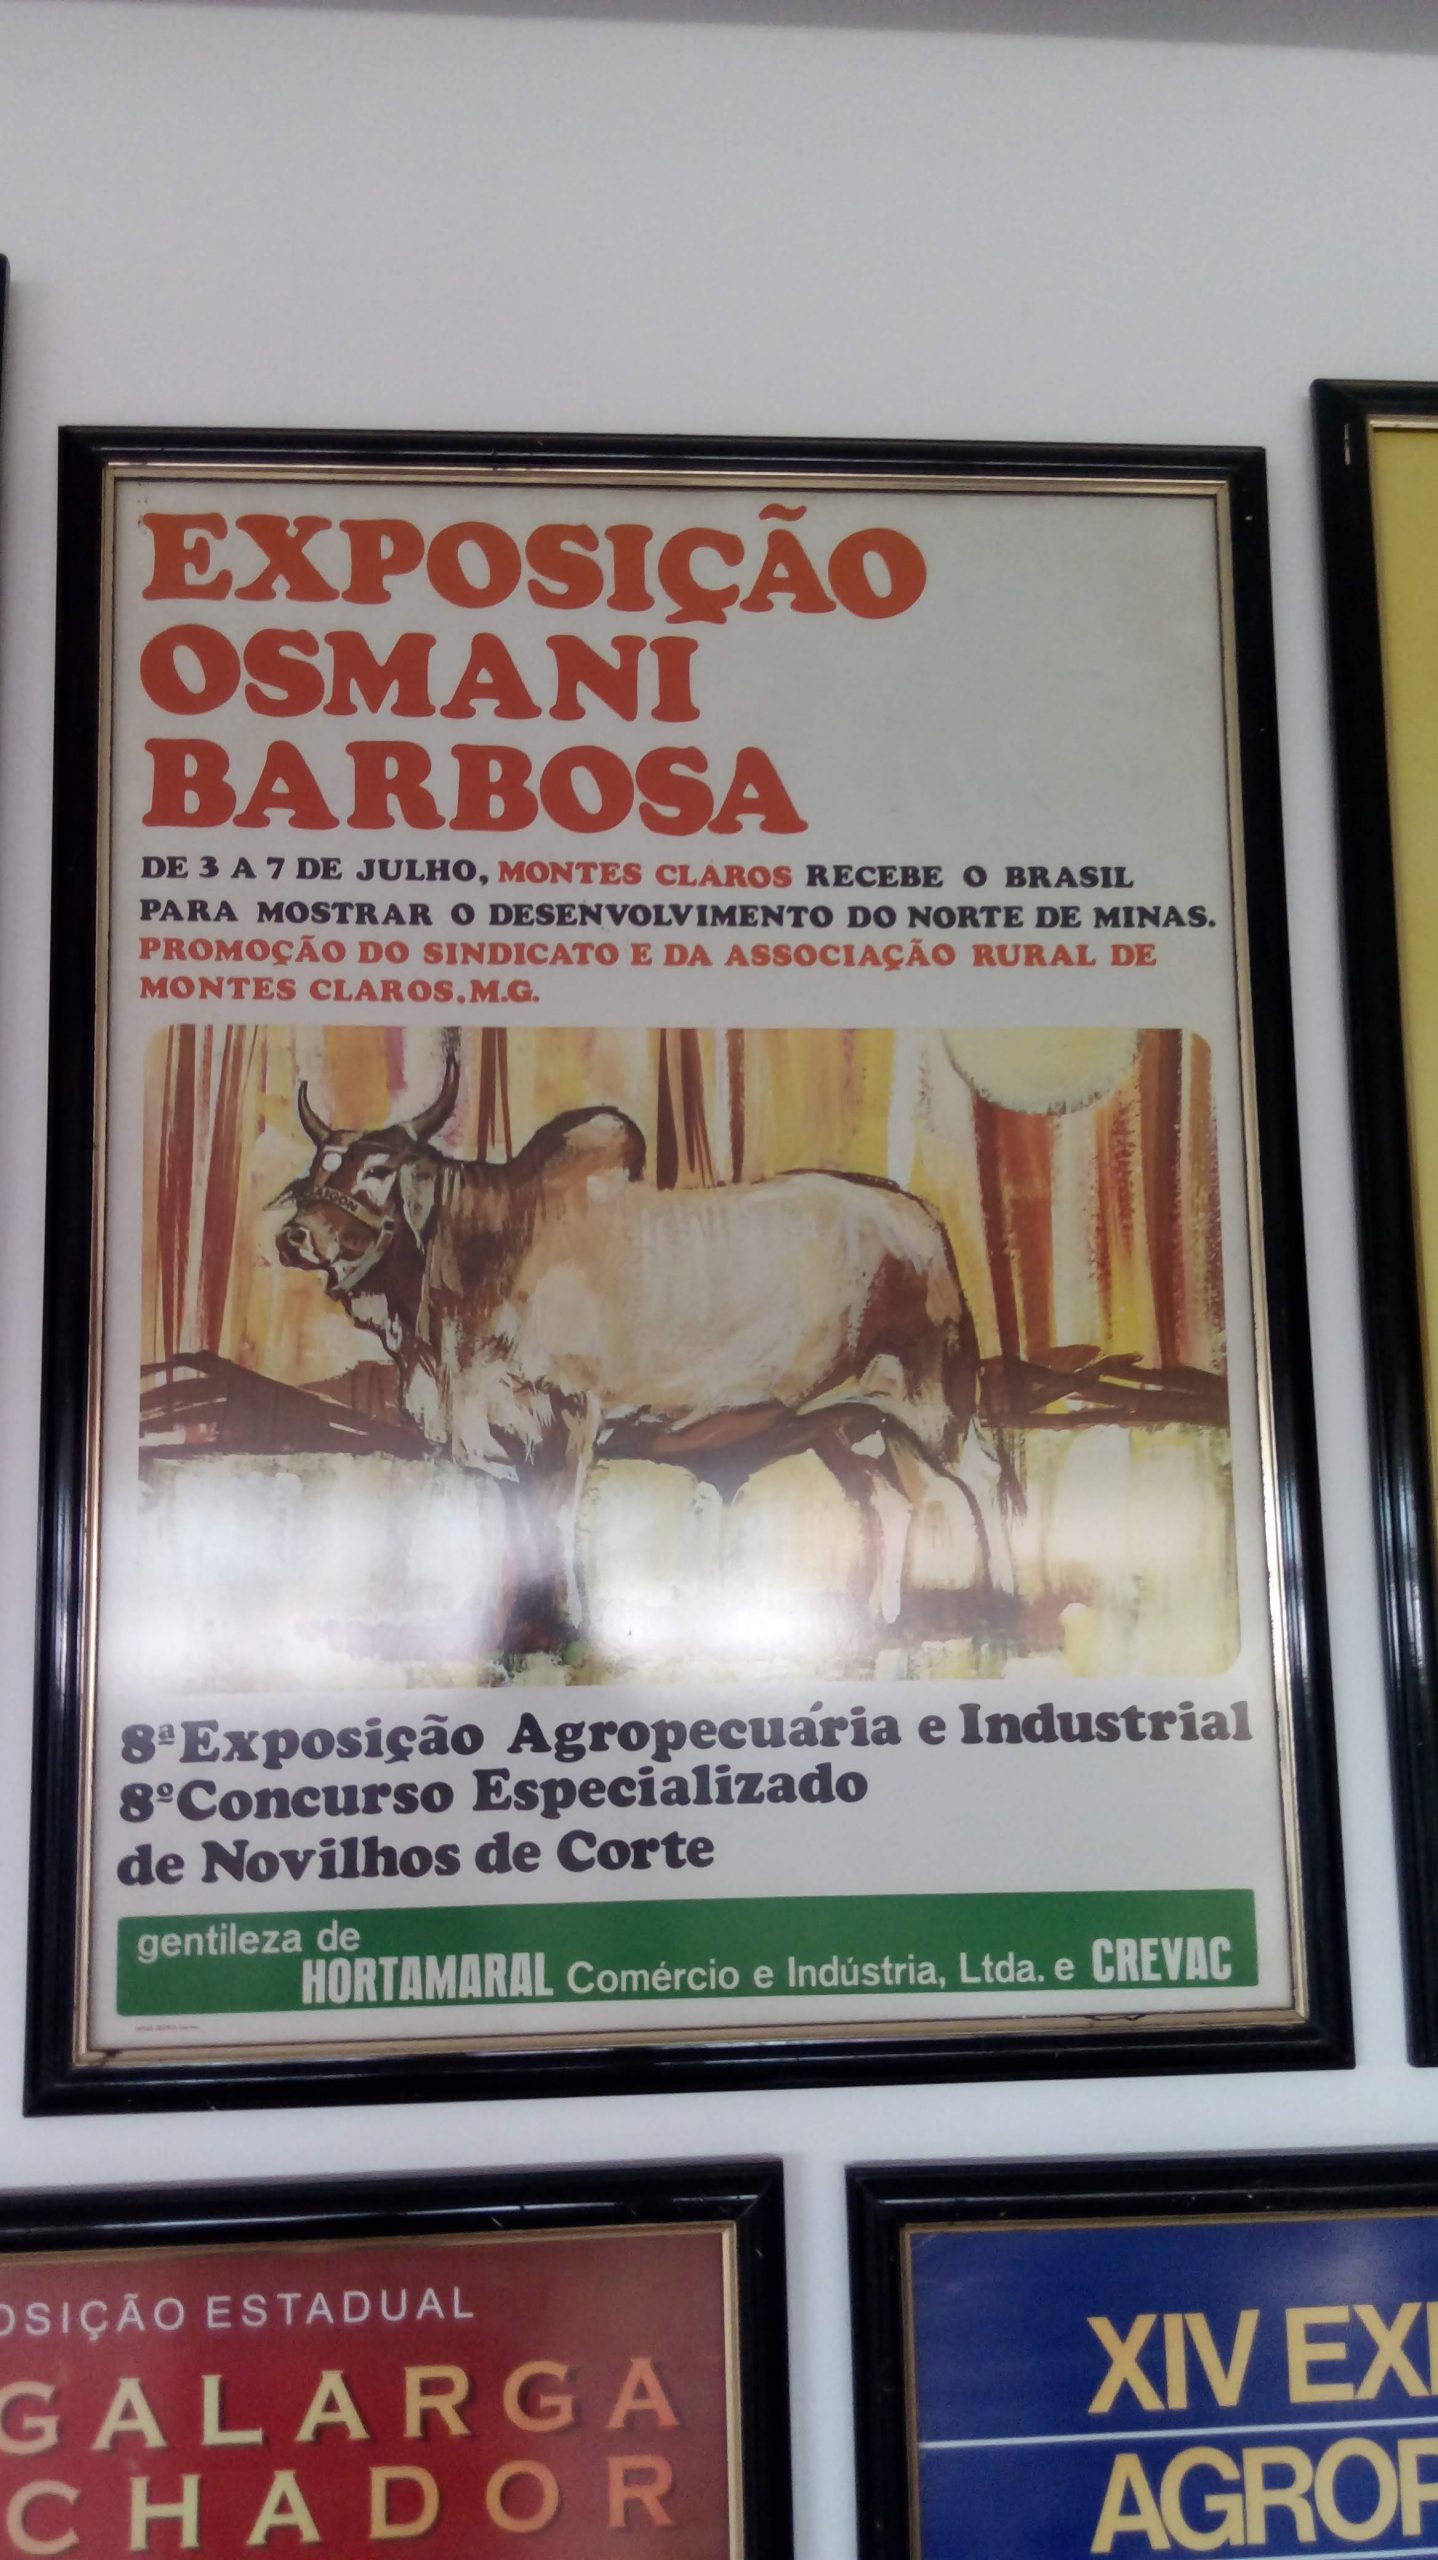 EXPOSIÇÃO
OSMANI
BARBOSA
DE 3 A 7 DE JULHO, MONTES CLAROS RECEBE O BRASIL
PARA MOSTRAR O DESENVOLVIMENTO DO NORTE DE MINAS.
PROMOÇÃO DO SINDICATO E DA ASSOCIAÇÃO RURAL DE
MONTES CLAROS. M.G.
8ª Exposição Agropecuária e Industrial
8º Concurso Especializado
de Novilhos de Corte
gentileza de
HORTAMARAL Comércio e Indústria, Ltda. e CREVAC
OSIÇÃO ESTADUAL
GALARGA
CHADOR
XIV EX
AGROP